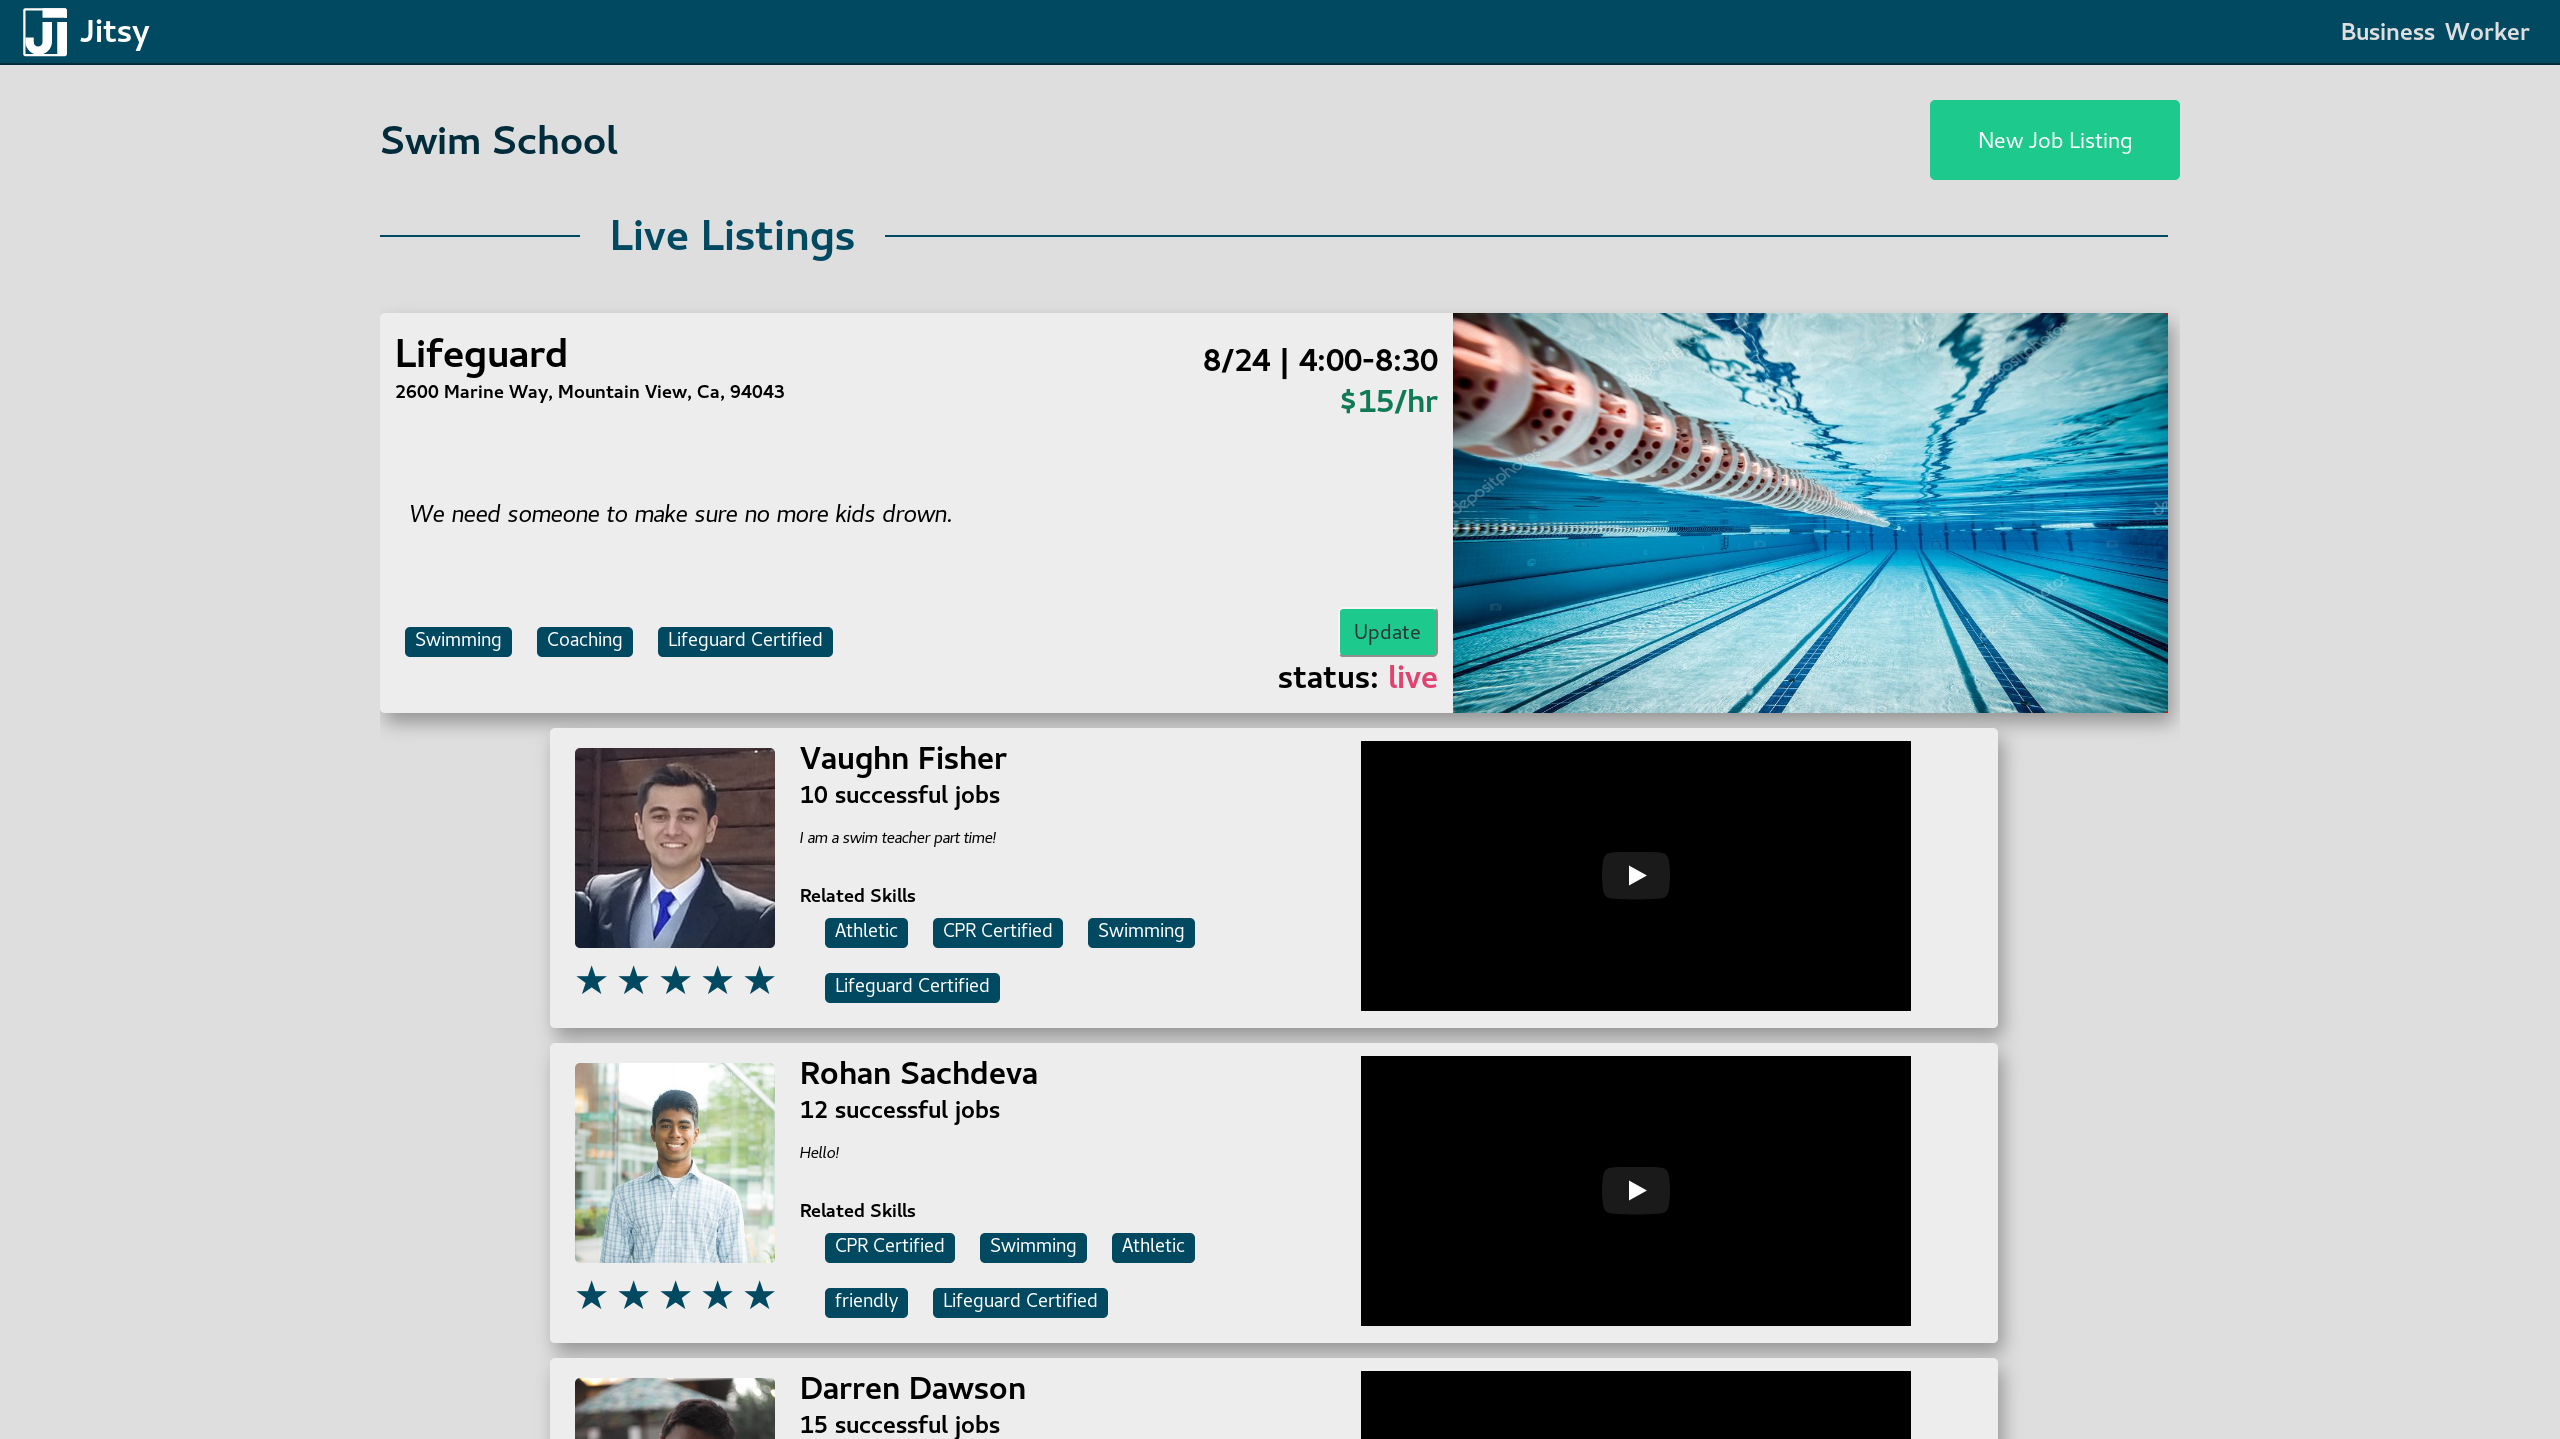 Jitsy
Business Worker
Swim School
New Job Listing
Live Listings
Lifeguard
2600 Marine Way, Mountain View, Ca, 94043
8/24 | 4:00-8:30
$15/hr
We need someone to make sure no more kids drown.
Swimming Coaching Lifeguard Certified
Update
status: live
depositphotos
depositphotos
Vaughn Fisher
10 successful jobs
I am a swim teacher part time!
Related Skills
Athletic CPR Certified Swimming
Lifeguard Certified
★ ★ ★ ★ ★
Rohan Sachdeva
12 successful jobs
Hello!
Related Skills
CPR Certified Swimming Athletic
friendly Lifeguard Certified
★ ★ ★ ★ ★
Darren Dawson
15 successful jobs